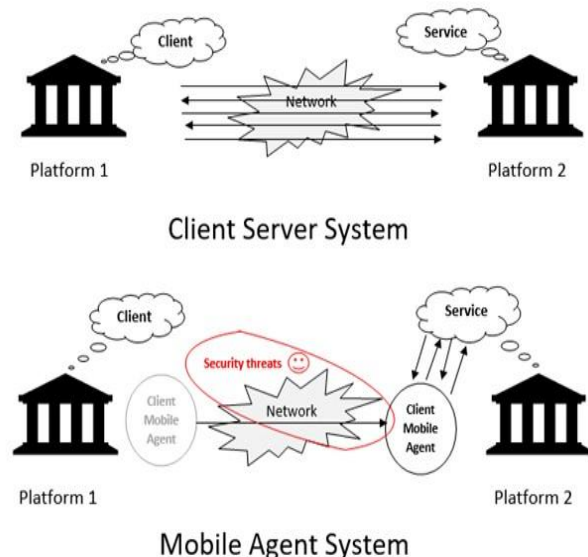 Client
Service
Network
Platform 1
Platform 2
Client Server System
Client
Service
Security threats
Client
Mobile
Agent
Network
Client
Mobile
Agent
Platform 1
Platform 2
Mobile Agent System